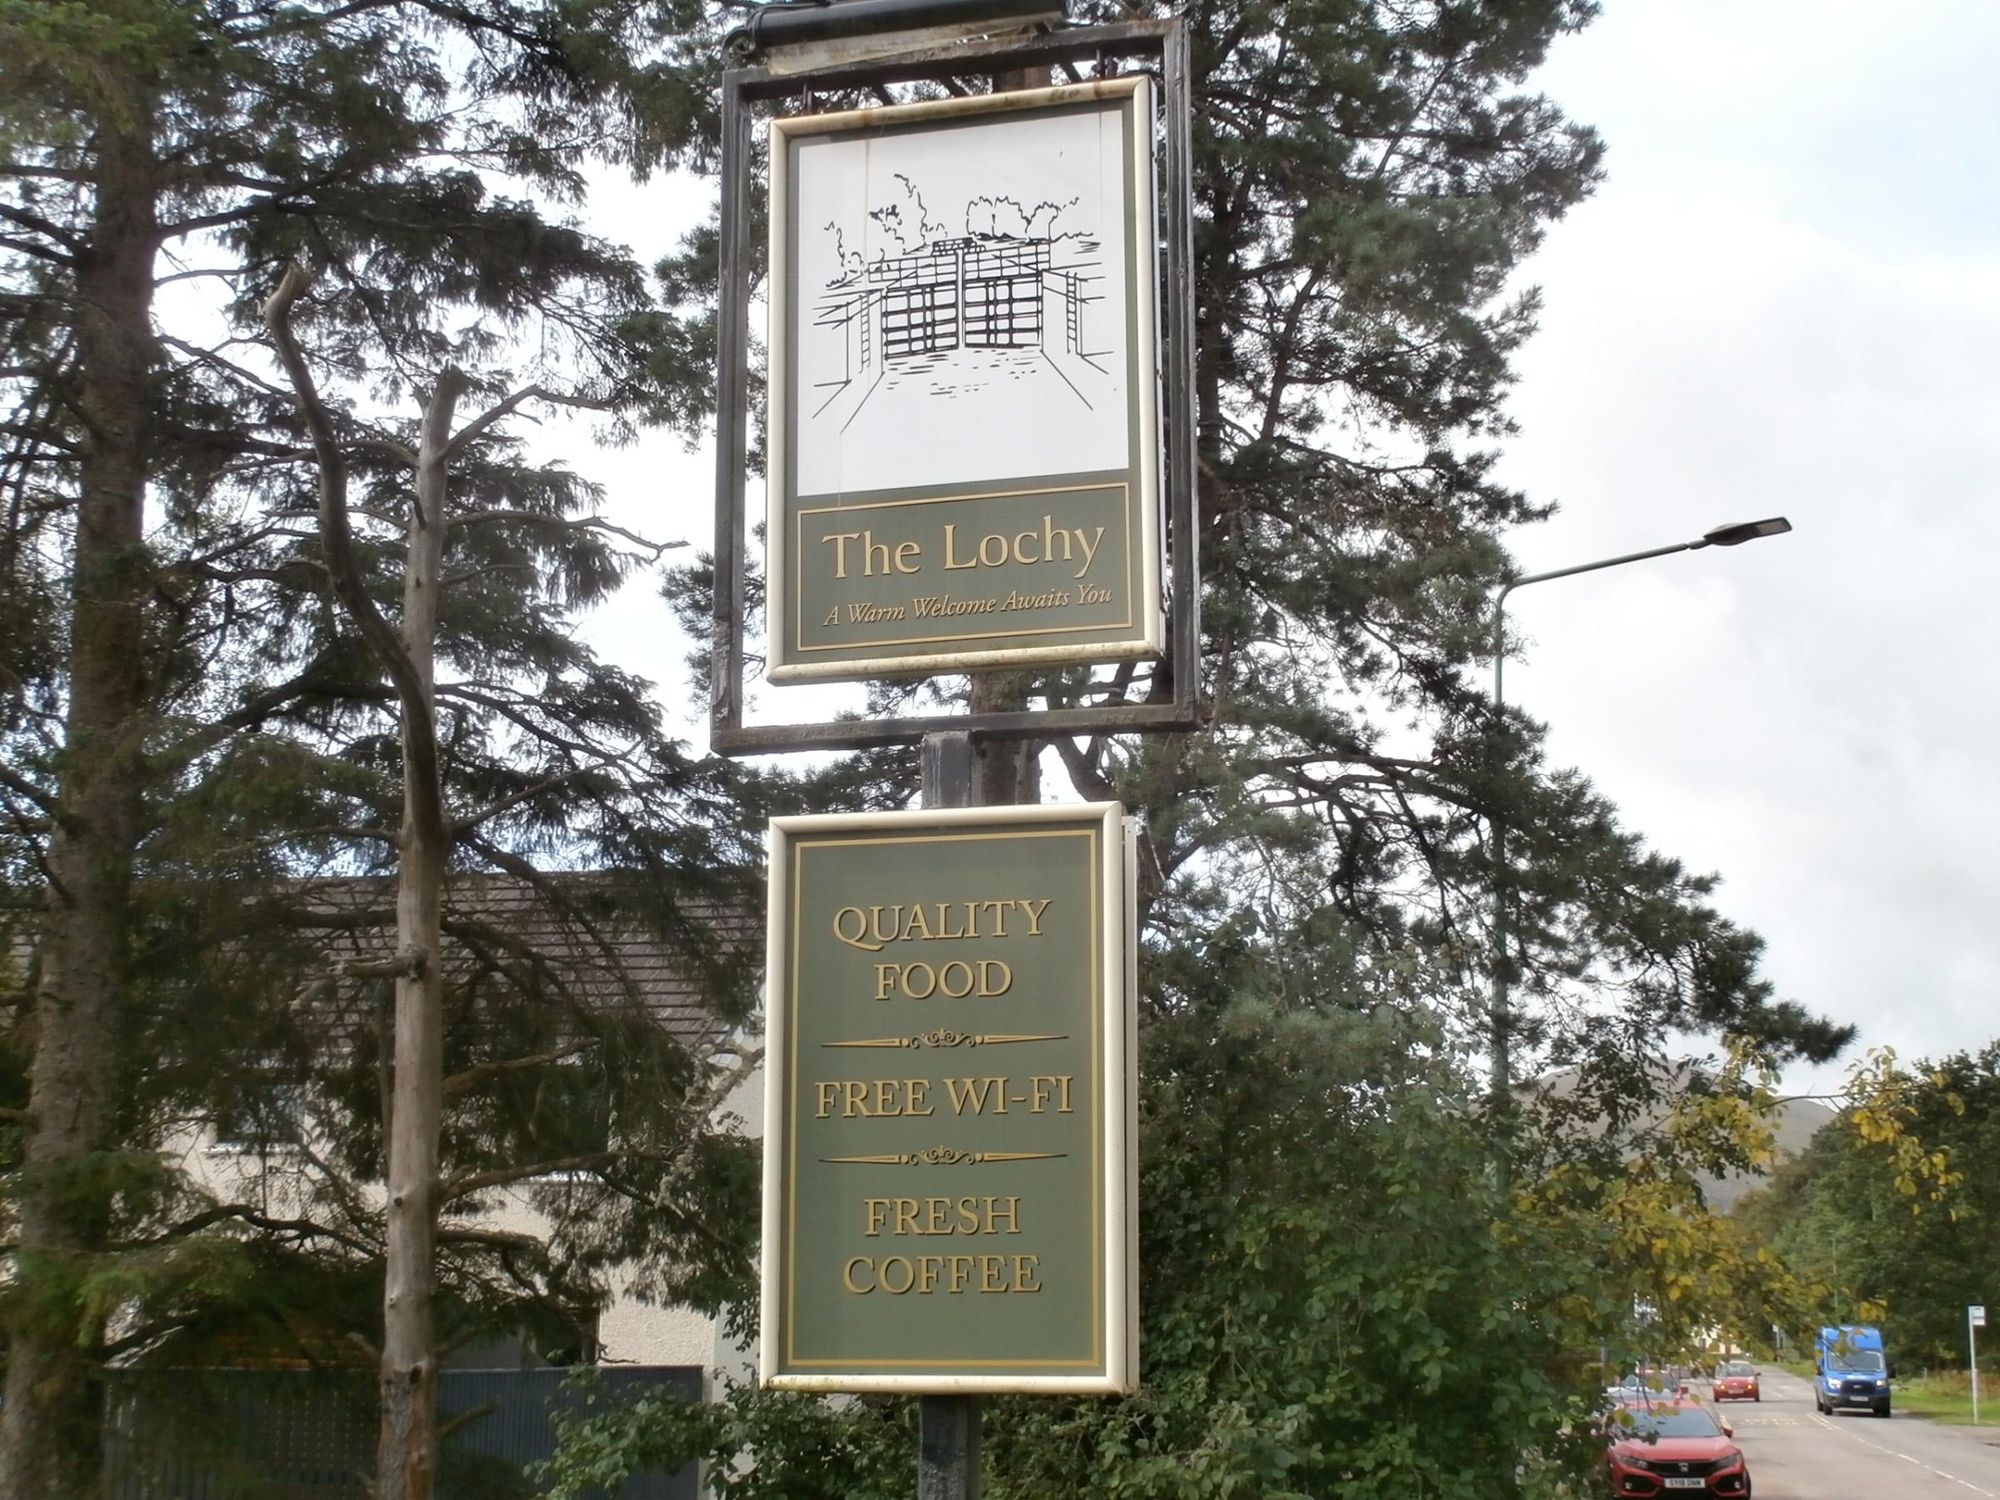 The Lochy
A Warm Welcome Awaits You
QUALITY
FOOD
FREE WI-FI
FRESH
COFFEE